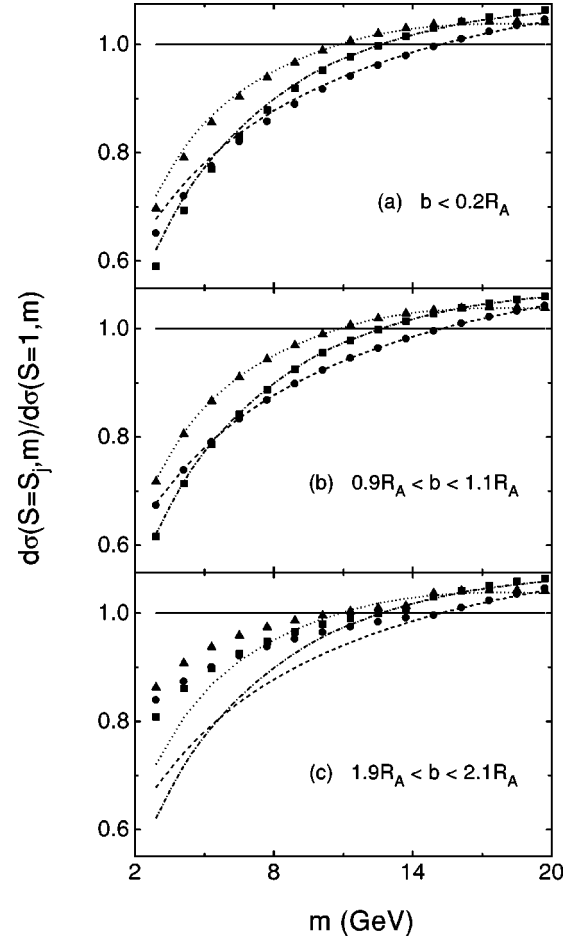 dσ(S=S_j,m)/dσ(S=1,m)
1.0
0.8
0.6
(a) b < 0.2R_A
1.0
0.8
0.6
(b) 0.9R_A < b < 1.1R_A
1.0
0.8
0.6
(c) 1.9R_A < b < 2.1R_A
2 8 14 20
m (GeV)